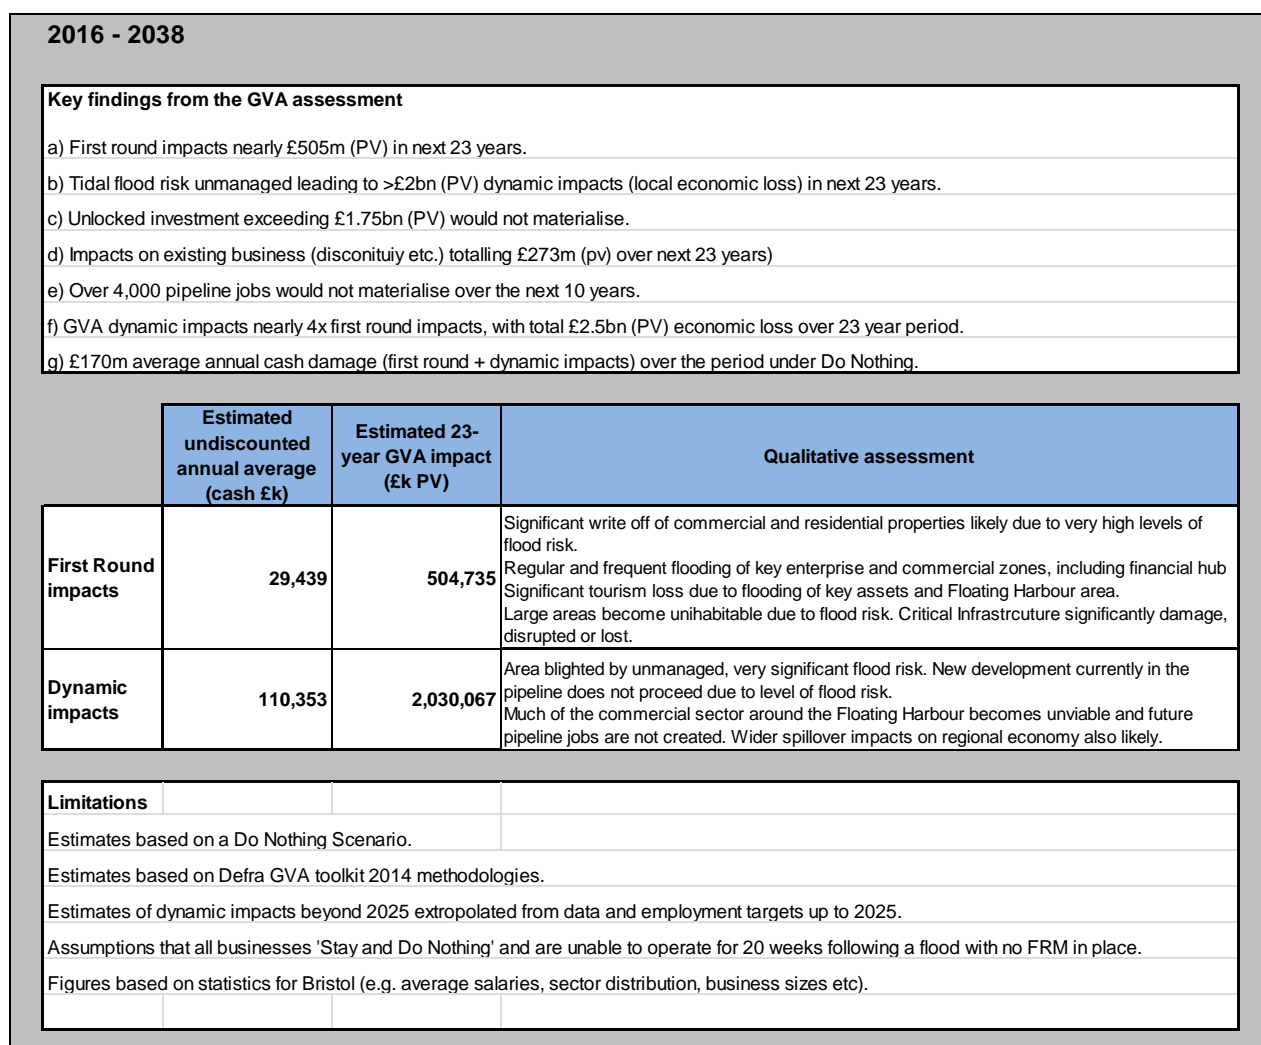 2016 - 2038
Key findings from the GVA assessment
a) First round impacts nearly £505m (PV) in next 23 years.
b) Tidal flood risk unmanaged leading to >£2bn (PV) dynamic impacts (local economic loss) in next 23 years.
c) Unlocked investment exceeding £1.75bn (PV) would not materialise.
d) Impacts on existing business (disconituiy etc.) totalling £273m (pv) over next 23 years)
e) Over 4,000 pipeline jobs would not materialise over the next 10 years.
f) GVA dynamic impacts nearly 4x first round impacts, with total £2.5bn (PV) economic loss over 23 year period.
g) £170m average annual cash damage (first round + dynamic impacts) over the period under Do Nothing.
Estimated
undiscounted
annual average
(cash £k)
Estimated 23-
year GVA impact
(£k PV)
Qualitative assessment
First Round
impacts
29,439
504,735
Significant write off of commercial and residential properties likely due to very high levels of
flood risk.
Regular and frequent flooding of key enterprise and commercial zones, including financial hub
Significant tourism loss due to flooding of key assets and Floating Harbour area.
Large areas become unihabitable due to flood risk. Critical Infrastrcuture significantly damage,
disrupted or lost.
Dynamic
impacts
110,353
2,030,067
Area blighted by unmanaged, very significant flood risk. New development currently in the
pipeline does not proceed due to level of flood risk.
Much of the commercial sector around the Floating Harbour becomes unviable and future
pipeline jobs are not created. Wider spillover impacts on regional economy also likely.
Limitations
Estimates based on a Do Nothing Scenario.
Estimates based on Defra GVA toolkit 2014 methodologies.
Estimates of dynamic impacts beyond 2025 extropolated from data and employment targets up to 2025.
Assumptions that all businesses 'Stay and Do Nothing' and are unable to operate for 20 weeks following a flood with no FRM in place.
Figures based on statistics for Bristol (e.g. average salaries, sector distribution, business sizes etc).